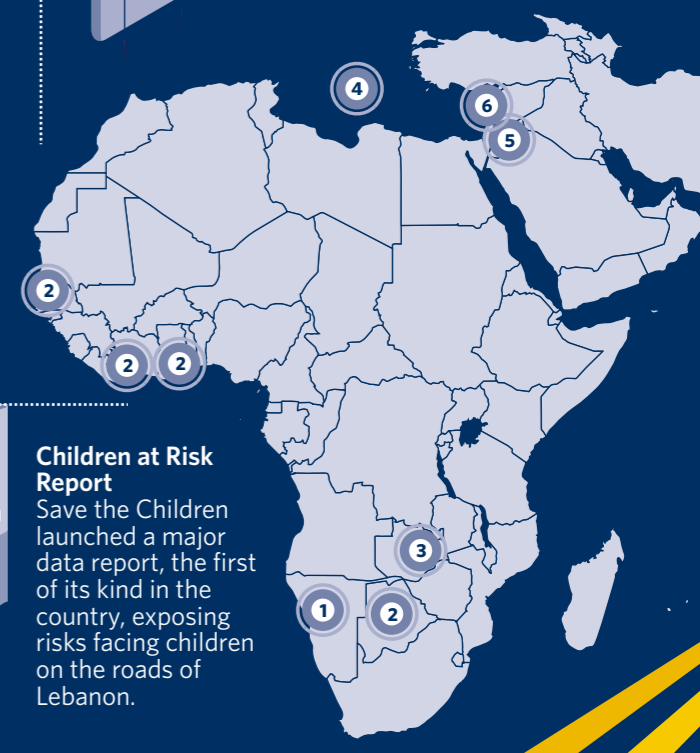 4
6
5
2
2
2
Children at Risk
Report
Save the Children
launched a major
data report, the first
of its kind in the
country, exposing
risks facing children
on the roads of
Lebanon.
3
1
2